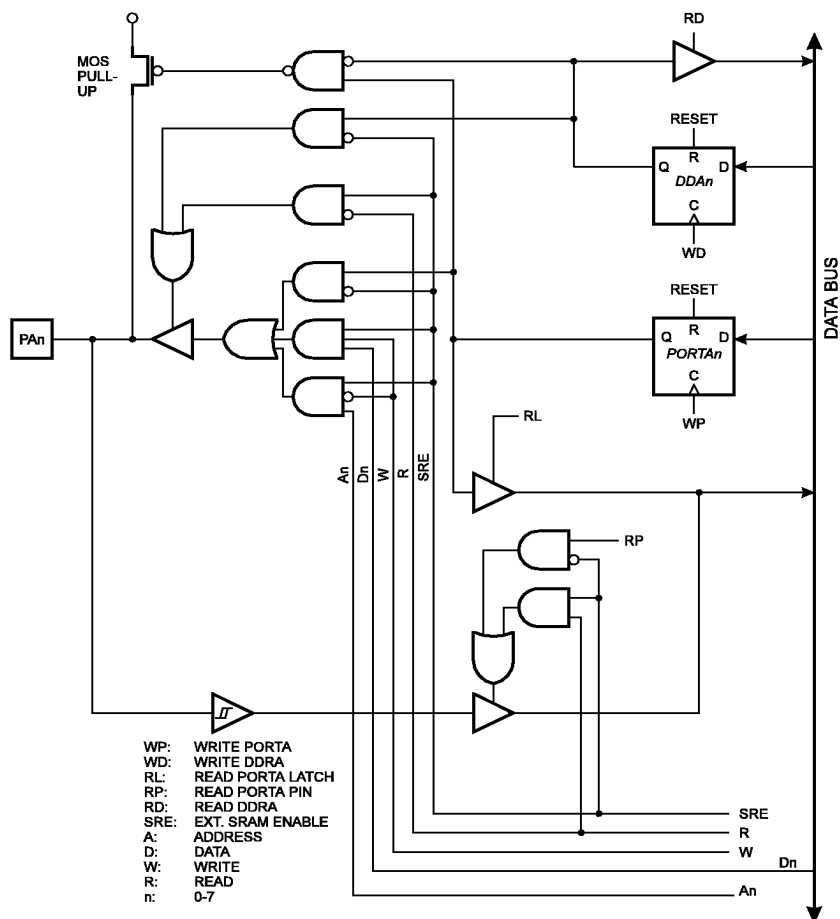 RD
MOS
PULL-
UP
RESET
R
Q
D
DDAn
C
WD
RESET
R
Q
D
PORTAn
C
WP
DATA BUS
PAn
RL
An
Dn
W
R
SRE
RP
WP: WRITE PORTA
WD: WRITE DDRA
RL: READ PORTA LATCH
RP: READ PORTA PIN
RD: READ DDRA
SRE: EXT. SRAM ENABLE
A: ADDRESS
D: DATA
W: WRITE
R: READ
n: 0-7
SRE
R
W
Dn
An